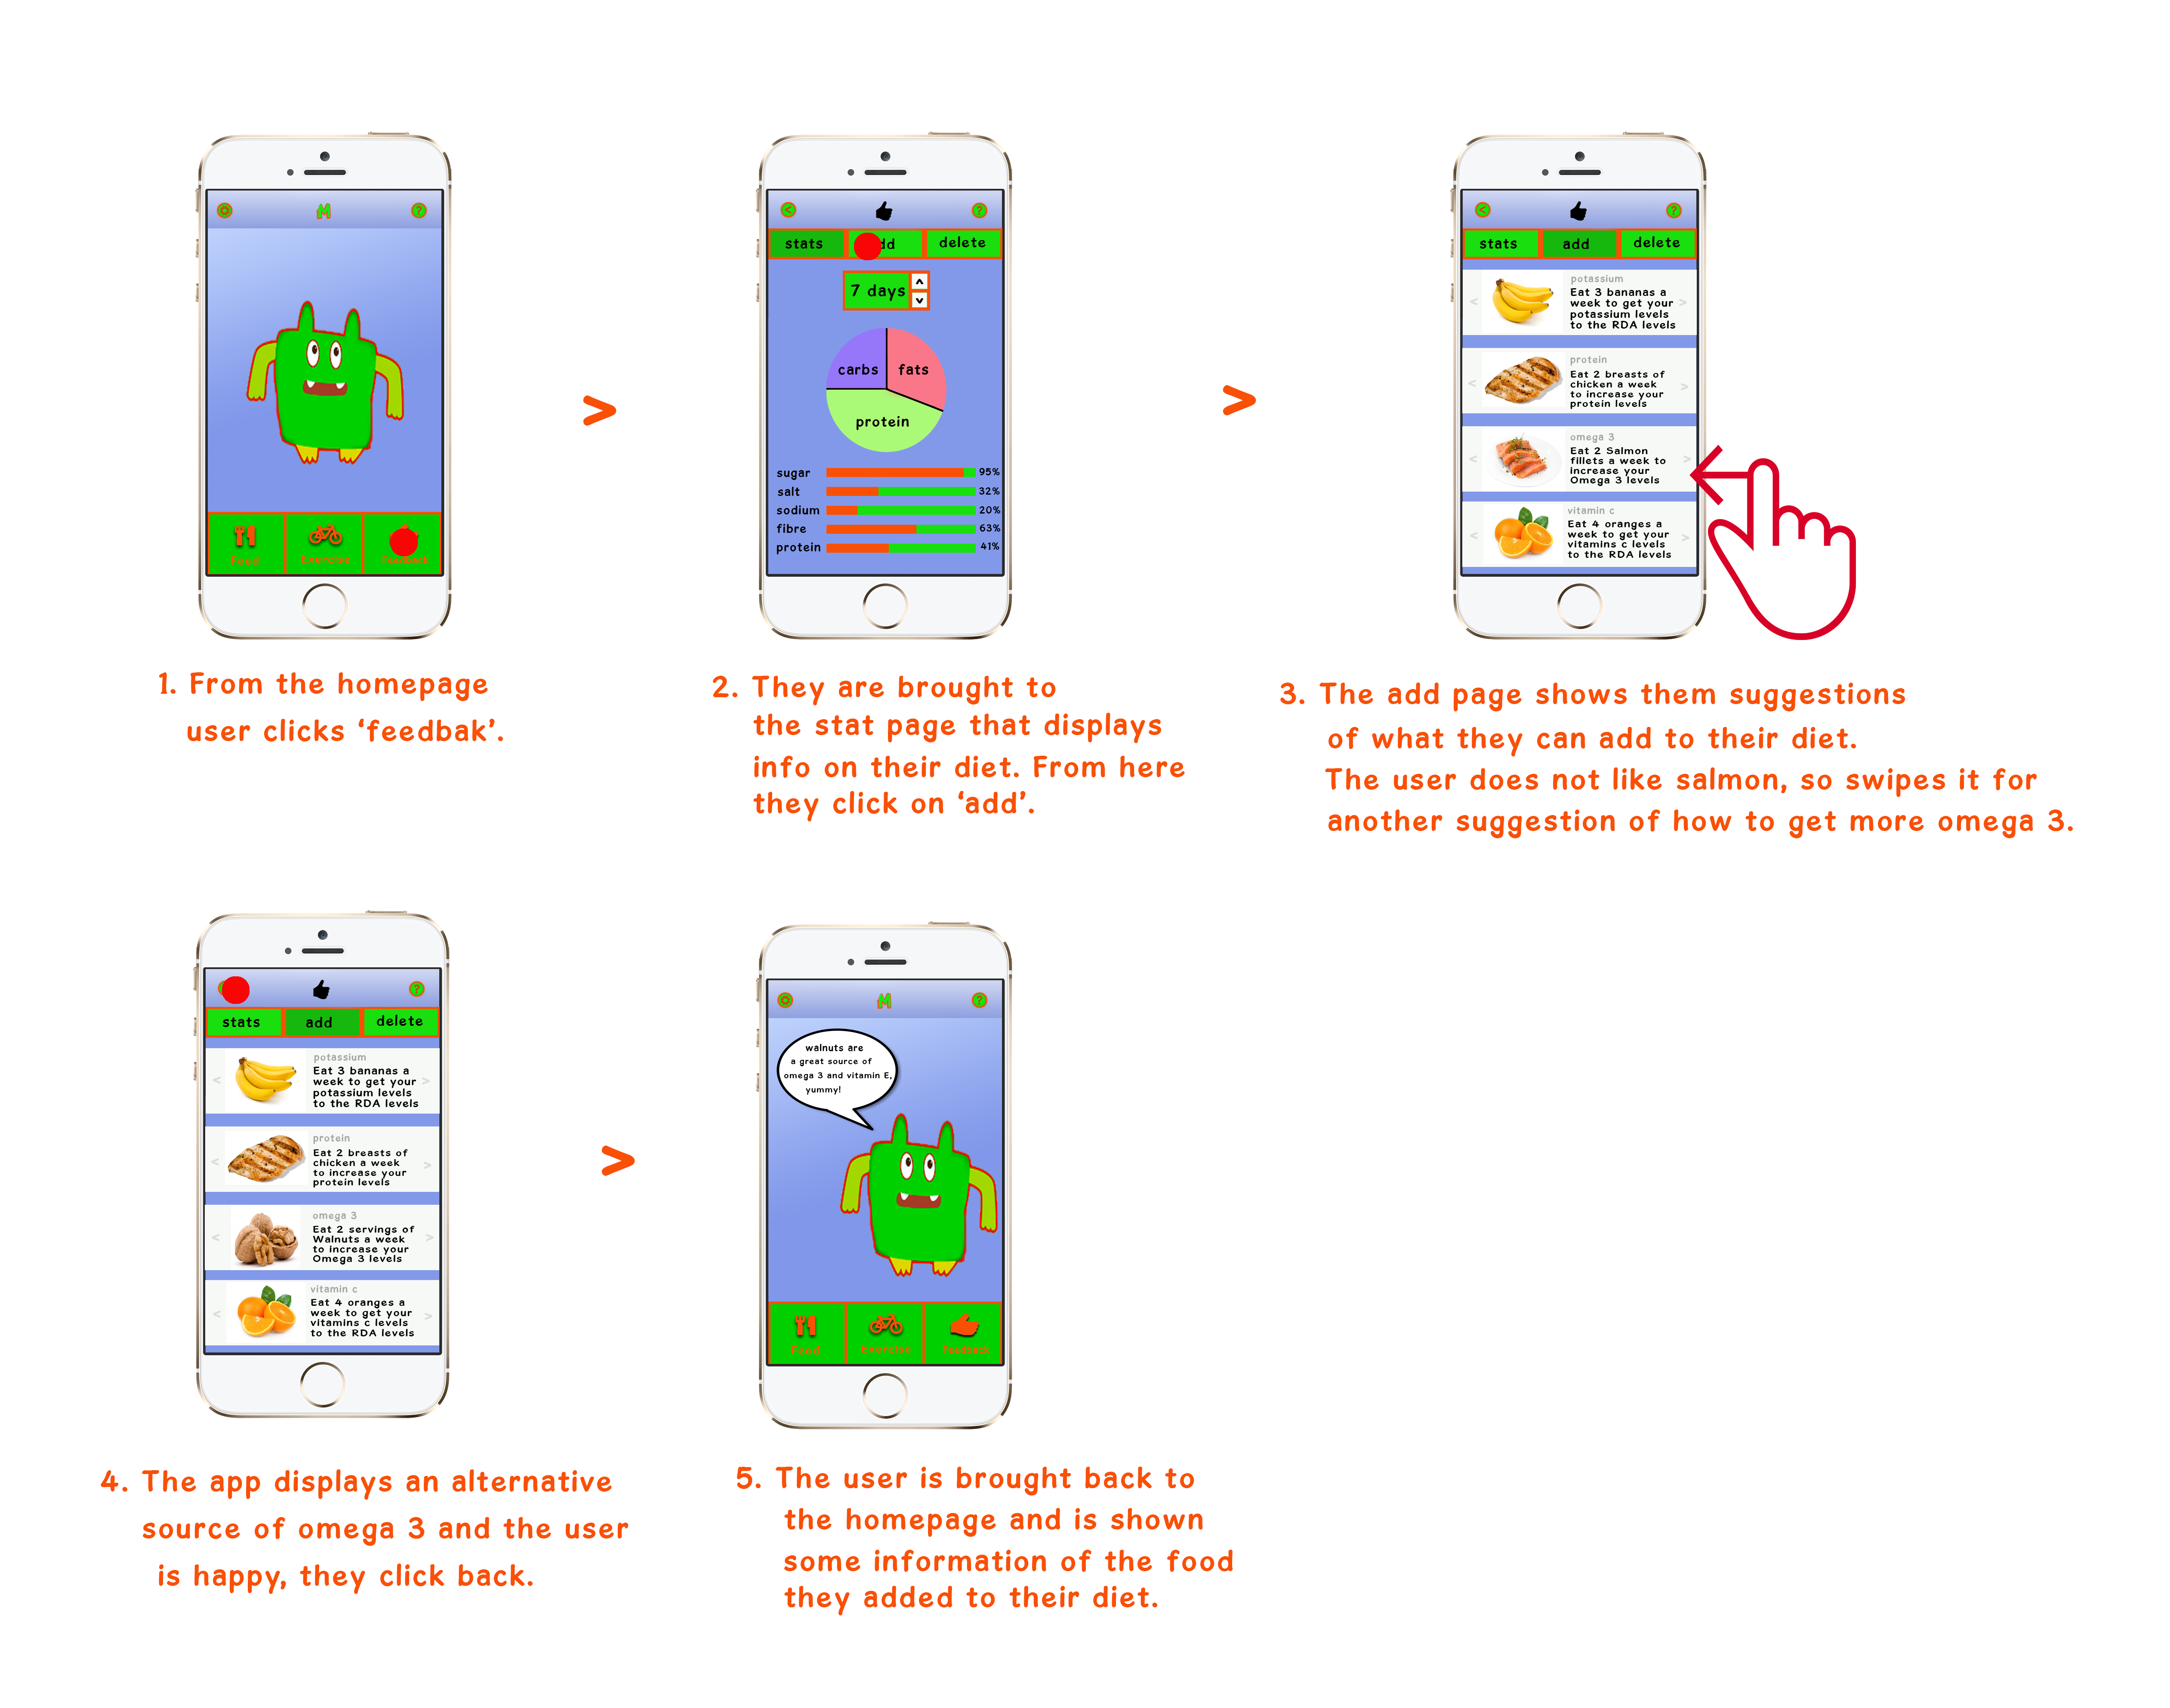 M
?
Food
Exercise
Feedback
1. From the homepage
user clicks ‘feedbak’.
>
<
?
stats
dd
delete
7 days
carbs
fats
protein
sugar 95%
salt 32%
sodium 20%
fibre 63%
protein 41%
2. They are brought to
the stat page that displays
info on their diet. From here
they click on ‘add’.
>
<
?
stats
add
delete
potassium
Eat 3 bananas a
< week to get your >
potassium levels
to the RDA levels
protein
Eat 2 breasts of
< chicken a week >
to increase your
protein levels
omega 3
Eat 2 Salmon
< fillets a week to >
increase your
Omega 3 levels
vitamin c
Eat 4 oranges a
< week to get your >
vitamins c levels
to the RDA levels
3. The add page shows them suggestions
of what they can add to their diet.
The user does not like salmon, so swipes it for
another suggestion of how to get more omega 3.
?
stats
add
delete
potassium
Eat 3 bananas a
< week to get your >
potassium levels
to the RDA levels
protein
Eat 2 breasts of
< chicken a week >
to increase your
protein levels
omega 3
Eat 2 servings of
< Walnuts a week >
to increase your
Omega 3 levels
vitamin c
Eat 4 oranges a
< week to get your >
vitamins c levels
to the RDA levels
4. The app displays an alternative
source of omega 3 and the user
is happy, they click back.
>
M
?
walnuts are
a great source of
omega 3 and vitamin E,
yummy!
Food
Exercise
Feedback
5. The user is brought back to
the homepage and is shown
some information of the food
they added to their diet.